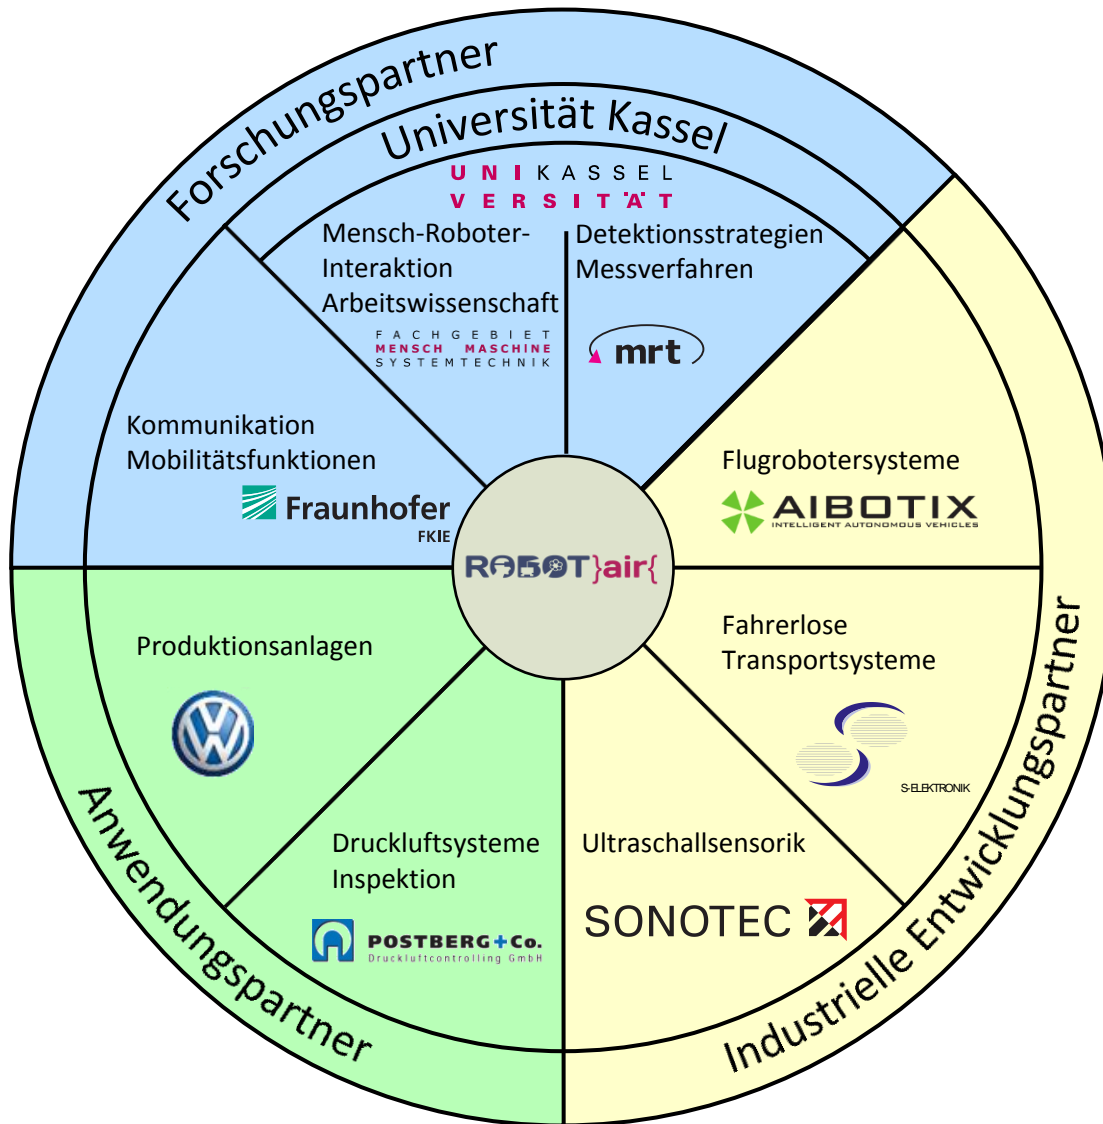 Forschungspartner
Universität Kassel
UNIKASSEL
VERSITÄT
Mensch-Roboter-
Interaktion
Arbeitswissenschaft
FACHGEBIET
MENSCH MASCHINE
SYSTEMTECHNIK
Detektionsstrategien
Messverfahren
mrt
Kommunikation
Mobilitätsfunktionen
Fraunhofer
FKIE
Flugrobotersysteme
AIBOTIX
INTELLIGENT AUTONOMOUS VEHICLES
ROBOT}air{
Produktionsanlagen
VW
Fahrerlose
Transportsysteme
S-ELEKTRONIK
Druckluftsysteme
Inspektion
POSTBERG+Co.
Druckluftcontrolling GmbH
Ultraschallsensorik
SONOTEC
Anwendungspartner
Industrielle Entwicklungspartner